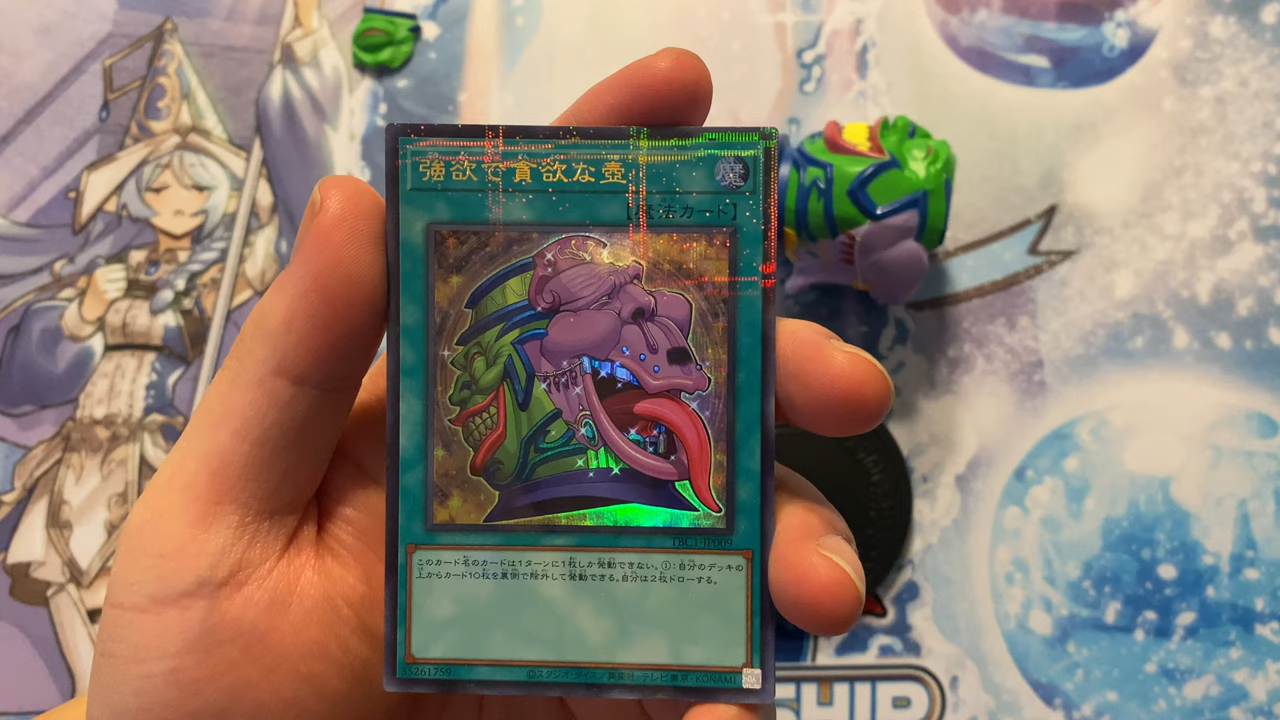 強欲で貪欲な壺
魔
【魔法カード】
TBC1-JP009
このカード名のカードは1ターンに1枚しか発動できない。①：自分のデッキの
上からカード10枚を裏側で除外して発動できる。自分は2枚ドローする。
35261759
©スタジオ・ダイス／集英社・テレビ東京・KONAMI
SHIP